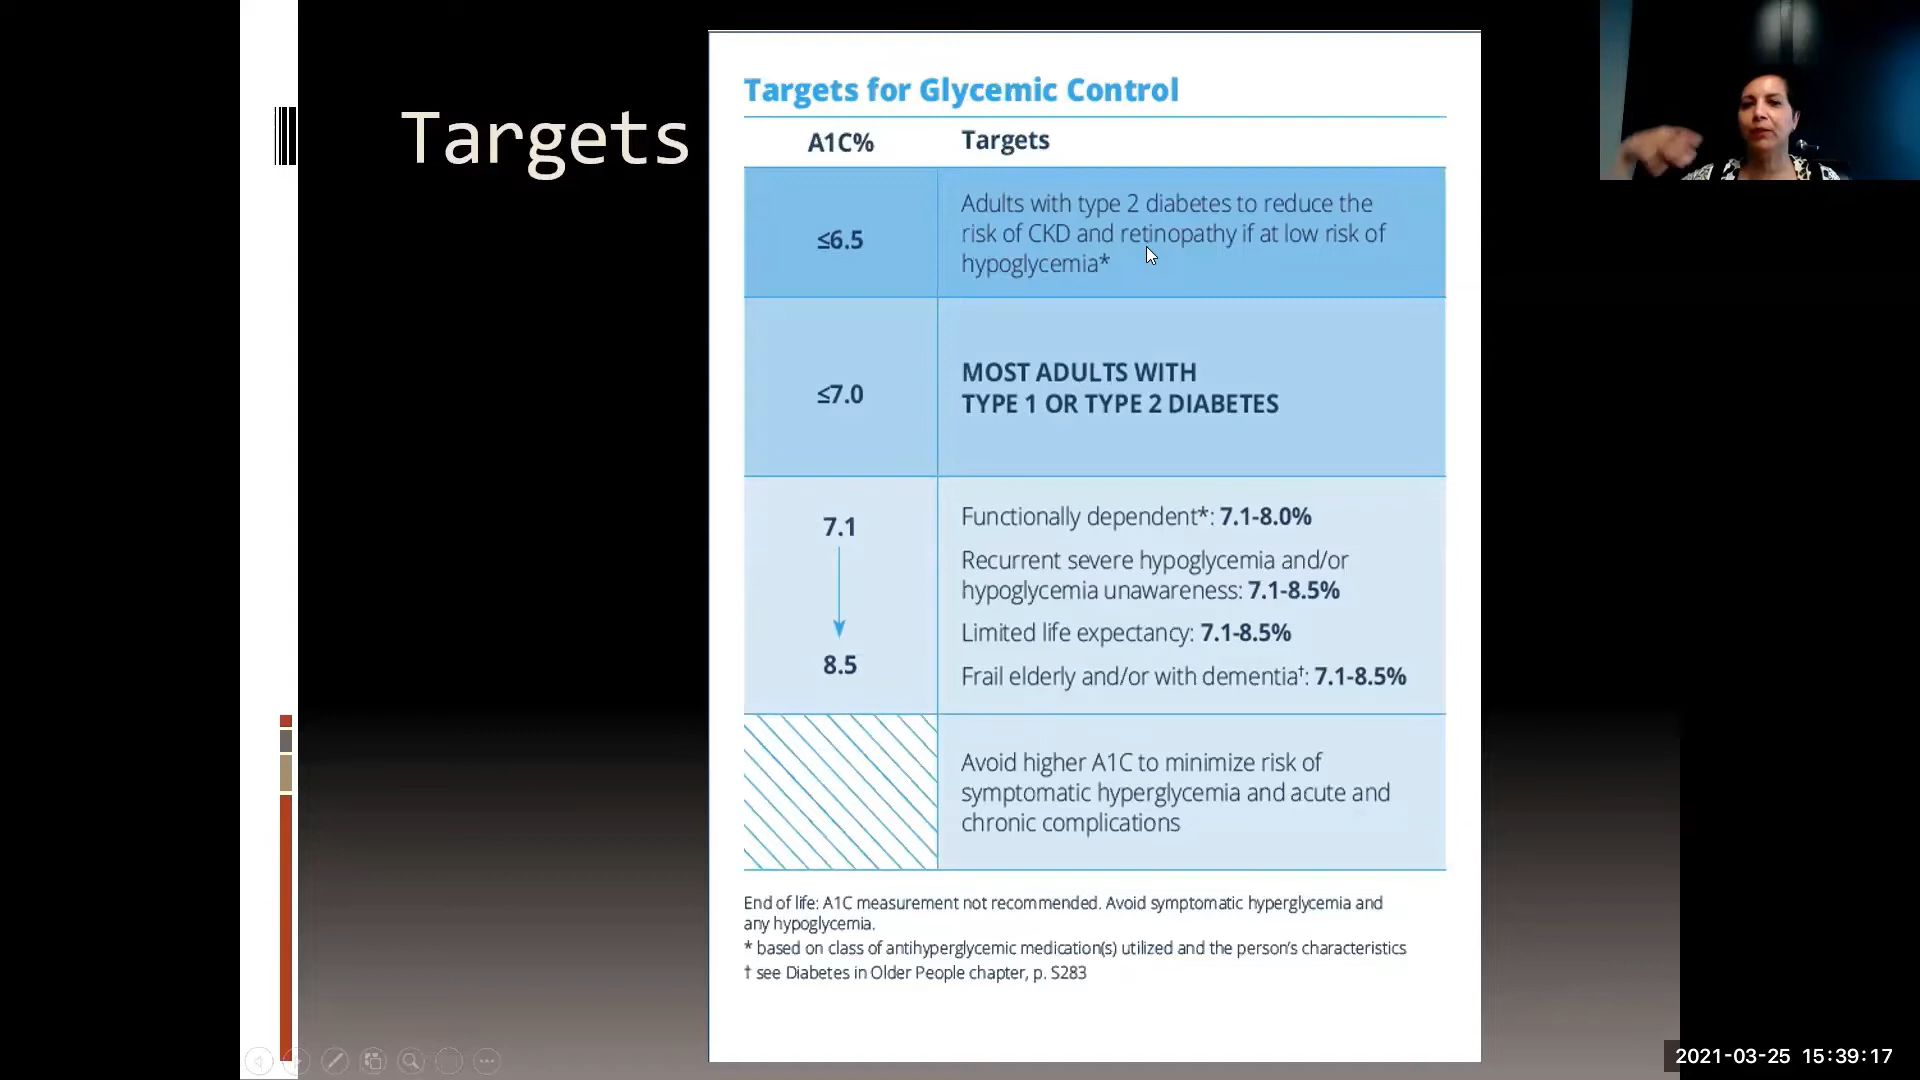 Targets
Targets for Glycemic Control
A1C%
Targets
≤6.5
Adults with type 2 diabetes to reduce the
risk of CKD and retinopathy if at low risk of
hypoglycemia*
≤7.0
MOST ADULTS WITH
TYPE 1 OR TYPE 2 DIABETES
7.1
8.5
Functionally dependent*: 7.1-8.0%
Recurrent severe hypoglycemia and/or
hypoglycemia unawareness: 7.1-8.5%
Limited life expectancy: 7.1-8.5%
Frail elderly and/or with dementia†: 7.1-8.5%
Avoid higher A1C to minimize risk of
symptomatic hyperglycemia and acute and
chronic complications
End of life: A1C measurement not recommended. Avoid symptomatic hyperglycemia and
any hypoglycemia.
* based on class of antihyperglycemic medication(s) utilized and the person's characteristics
† see Diabetes in Older People chapter, p. S283
2021-03-25 15:39:17